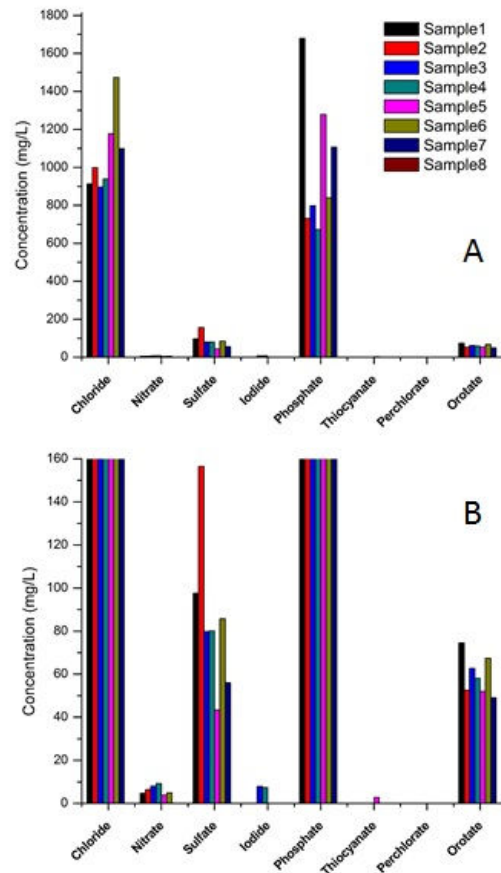 1800
1600
1400
1200
1000
800
600
400
200
0
Concentration (mg/L)
Sample1
Sample2
Sample3
Sample4
Sample5
Sample6
Sample7
Sample8
A
Chloride
Nitrate
Sulfate
Iodide
Phosphate
Thiocyanate
Perchlorate
Orotate
160
140
120
100
80
60
40
20
0
Concentration (mg/L)
B
Chloride
Nitrate
Sulfate
Iodide
Phosphate
Thiocyanate
Perchlorate
Orotate